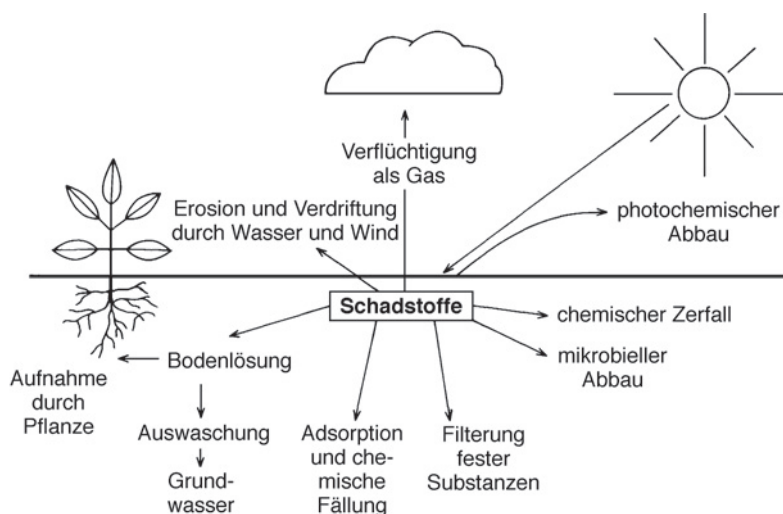 Verflüchtigung
als Gas
Erosion und Verdriftung
durch Wasser und Wind
photochemischer
Abbau
Schadstoffe
chemischer Zerfall
mikrobieller
Abbau
Bodenlösung
Aufnahme
durch
Pflanze
Auswaschung
Grund-
wasser
Adsorption
und che-
mische
Fällung
Filterung
fester
Substanzen